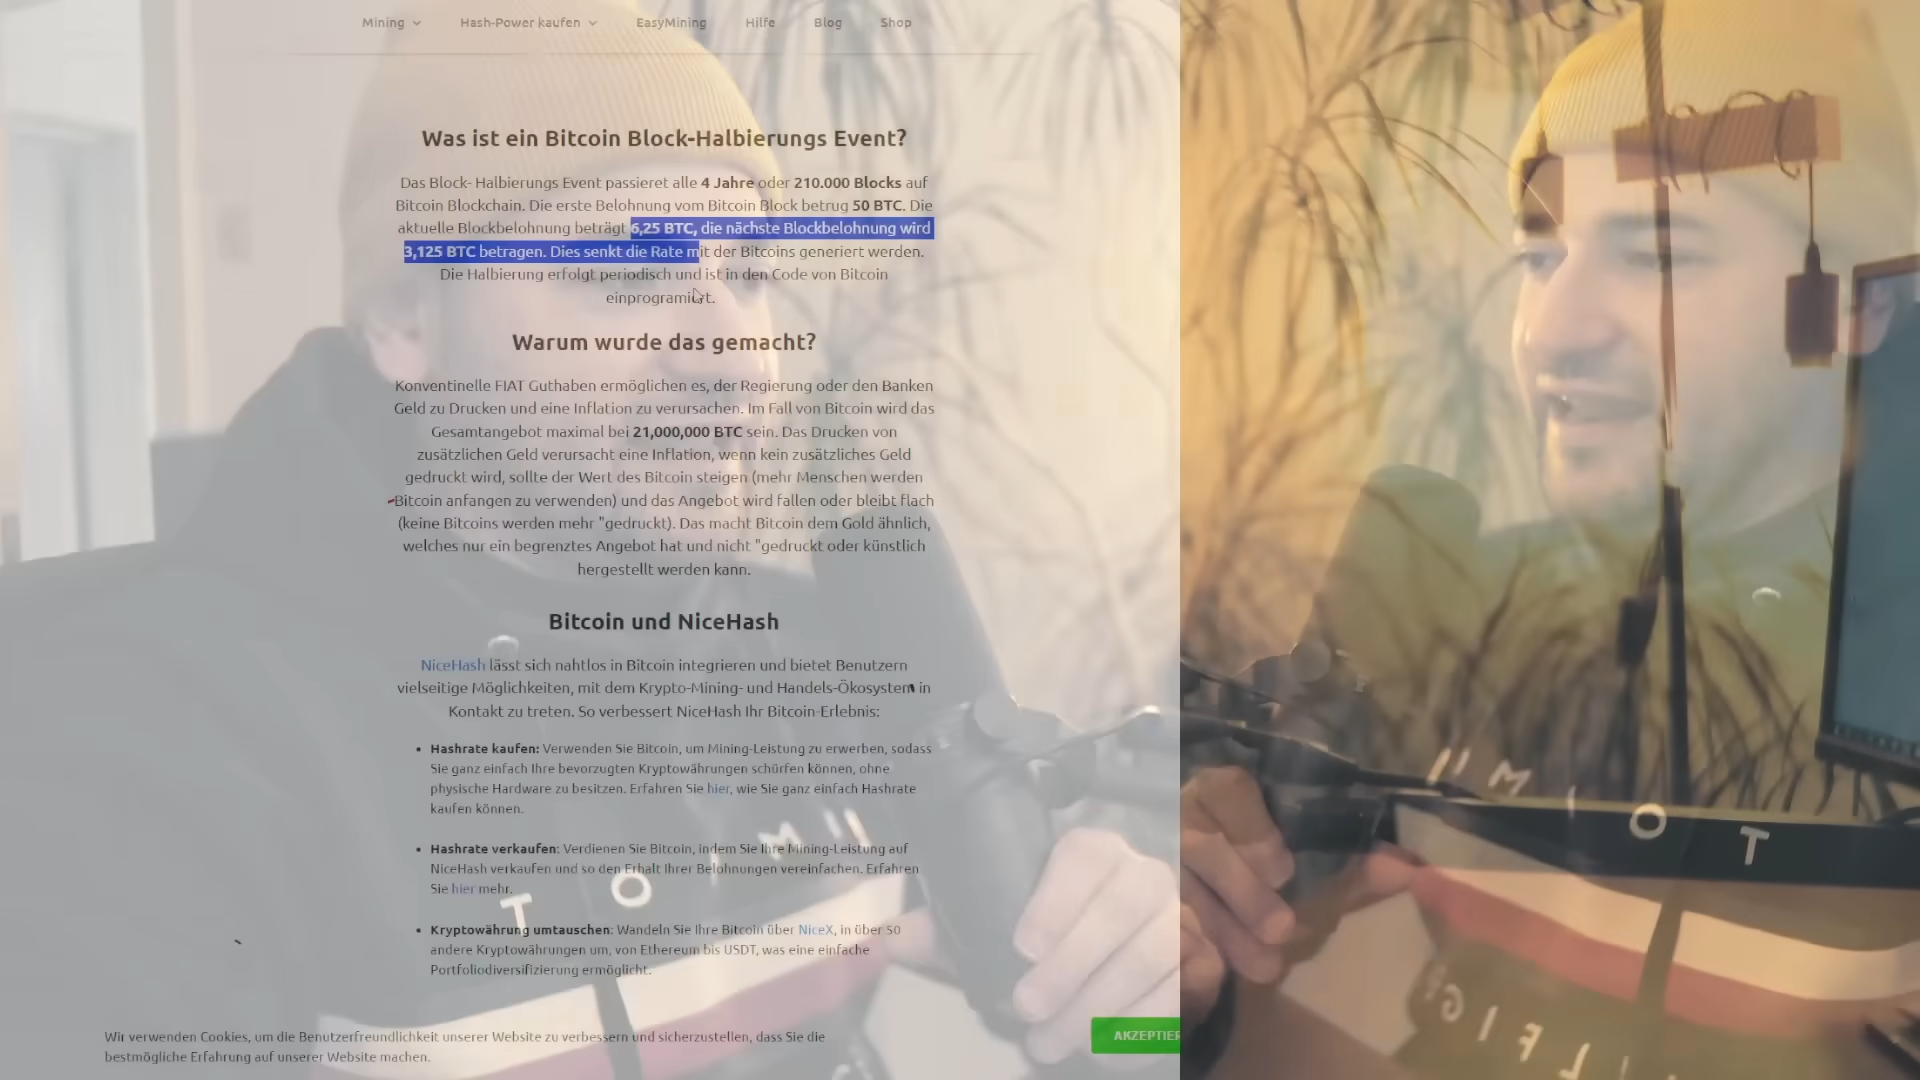 Mining
Hash-Power kaufen
EasyMining
Hilfe
Blog
Shop
Was ist ein Bitcoin Block-Halbierungs Event?
Das Block- Halbierungs Event passieret alle 4 Jahre oder 210.000 Blocks auf
Bitcoin Blockchain. Die erste Belohnung vom Bitcoin Block betrug 50 BTC. Die
aktuelle Blockbelohnung beträgt 6,25 BTC, die nächste Blockbelohnung wird
3,125 BTC betragen. Dies senkt die Rate mit der Bitcoins generiert werden.
Die Halbierung erfolgt periodisch und ist in den Code von Bitcoin
Warum wurde das gemacht?
Konventinelle FIAT Guthaben ermöglichen es, der Regierung oder den Banken
Geld zu Drucken und eine Inflation zu verursachen. Im Fall von Bitcoin wird das
Gesamtangebot maximal bei 21,000,000 BTC sein. Das Drucken von
zusätzlichen Geld verursacht eine Inflation, wenn kein zusätzliches Geld
gedruckt wird, sollte der Wert des Bitcoin steigen (mehr Menschen werden
Bitcoin anfangen zu verwenden) und das Angebot wird fallen oder bleibt flach
(keine Bitcoins werden mehr "gedruckt). Das macht Bitcoin dem Gold ähnlich,
welches nur ein begrenztes Angebot hat und nicht "gedruckt oder künstlich
hergestellt werden kann.
Bitcoin und NiceHash
NiceHash lässt sich nahtlos in Bitcoin integrieren und bietet Benutzern
vielseitige Möglichkeiten, mit dem Krypto-Mining- und Handels-Ökosystem in
Kontakt zu treten. So verbessert NiceHash Ihr Bitcoin-Erlebnis:
• Hashrate kaufen: Verwenden Sie Bitcoin, um Mining-Leistung zu erwerben, sodass
Sie ganz einfach Ihre bevorzugten Kryptowährungen schürfen können, ohne
physische Hardware zu besitzen. Erfahren Sie hier, wie Sie ganz einfach Hashrate
kaufen können.
• Hashrate verkaufen: Verdienen Sie Bitcoin, indem Sie Ihre Mining-Leistung auf
NiceHash verkaufen und so den Erhalt Ihrer Belohnungen vereinfachen. Erfahren
Sie hier mehr.
• Kryptowährung umtauschen: Wandeln Sie Ihre Bitcoin über NiceX, in über 50
andere Kryptowährungen um, von Ethereum bis USDT, was eine einfache
Portfoliodiversifizierung ermöglicht.
Wir verwenden Cookies, um die Benutzerfreundlichkeit unserer Website zu verbessern und sicherzustellen, dass Sie die
bestmögliche Erfahrung auf unserer Website machen.